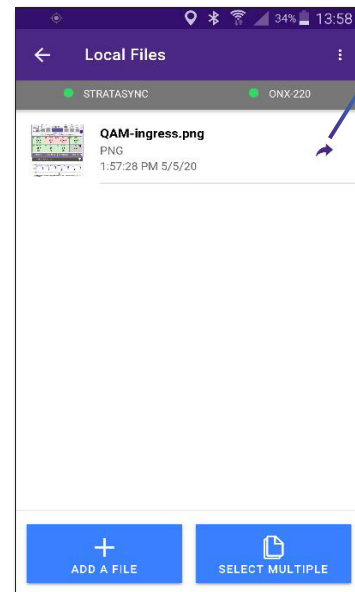 34% 13:58
Local Files
STRATASYNC ONX-220
QAM-ingress.png
PNG
1:57:28 PM 5/5/20
ADD A FILE SELECT MULTIPLE